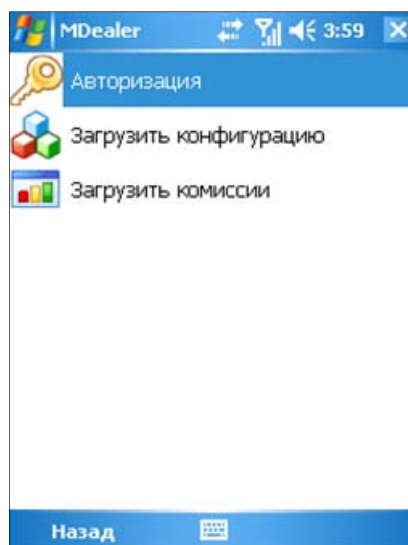 MDealer 3:59
Авторизация
Загрузить конфигурацию
Загрузить комиссии
Назад